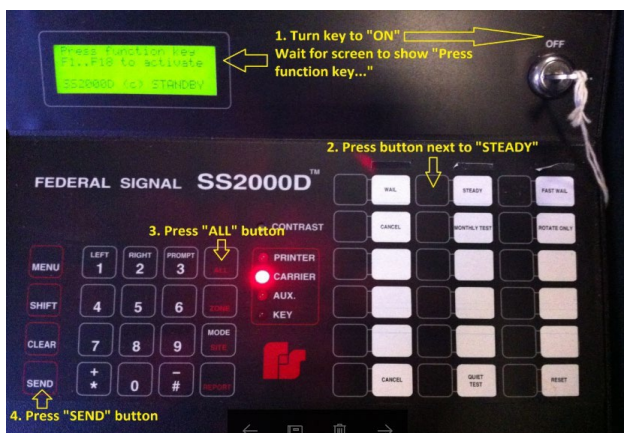 1. Turn key to "ON"
Wait for screen to show "Press
function key..."
OFF
Press function key
F1..F18 to activate
SS2000D (c) STANDBY
2. Press button next to "STEADY"
FEDERAL SIGNAL SS2000D™
WAIL
STEADY
FAST WAIL
3. Press "ALL" button
CONTRAST
CANCEL
MONTHLY TEST
ROTATE ONLY
MENU
LEFT
1
RIGHT
2
PROMPT
3
ALL
PRINTER
CARRIER
SHIFT
4
5
6
ZONE
AUX.
KEY
CLEAR
7
8
9
MODE
SITE
SEND
+
*
0
–
#
REPORT
CANCEL
QUIET
TEST
RESET
4. Press "SEND" button